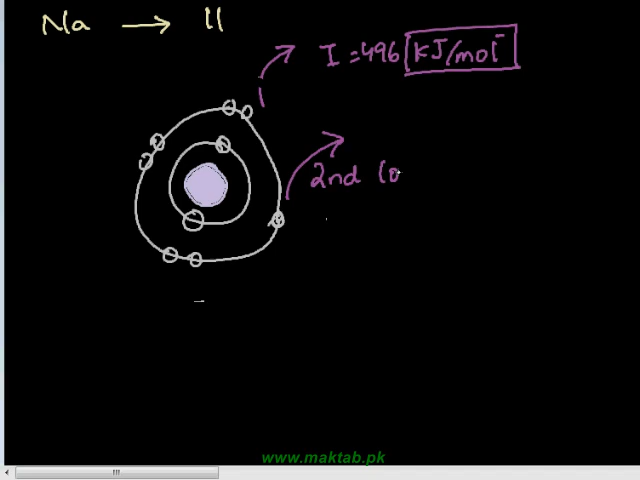 Na → 11
I = 496 KJ/mol
2nd
www.maktab.pk